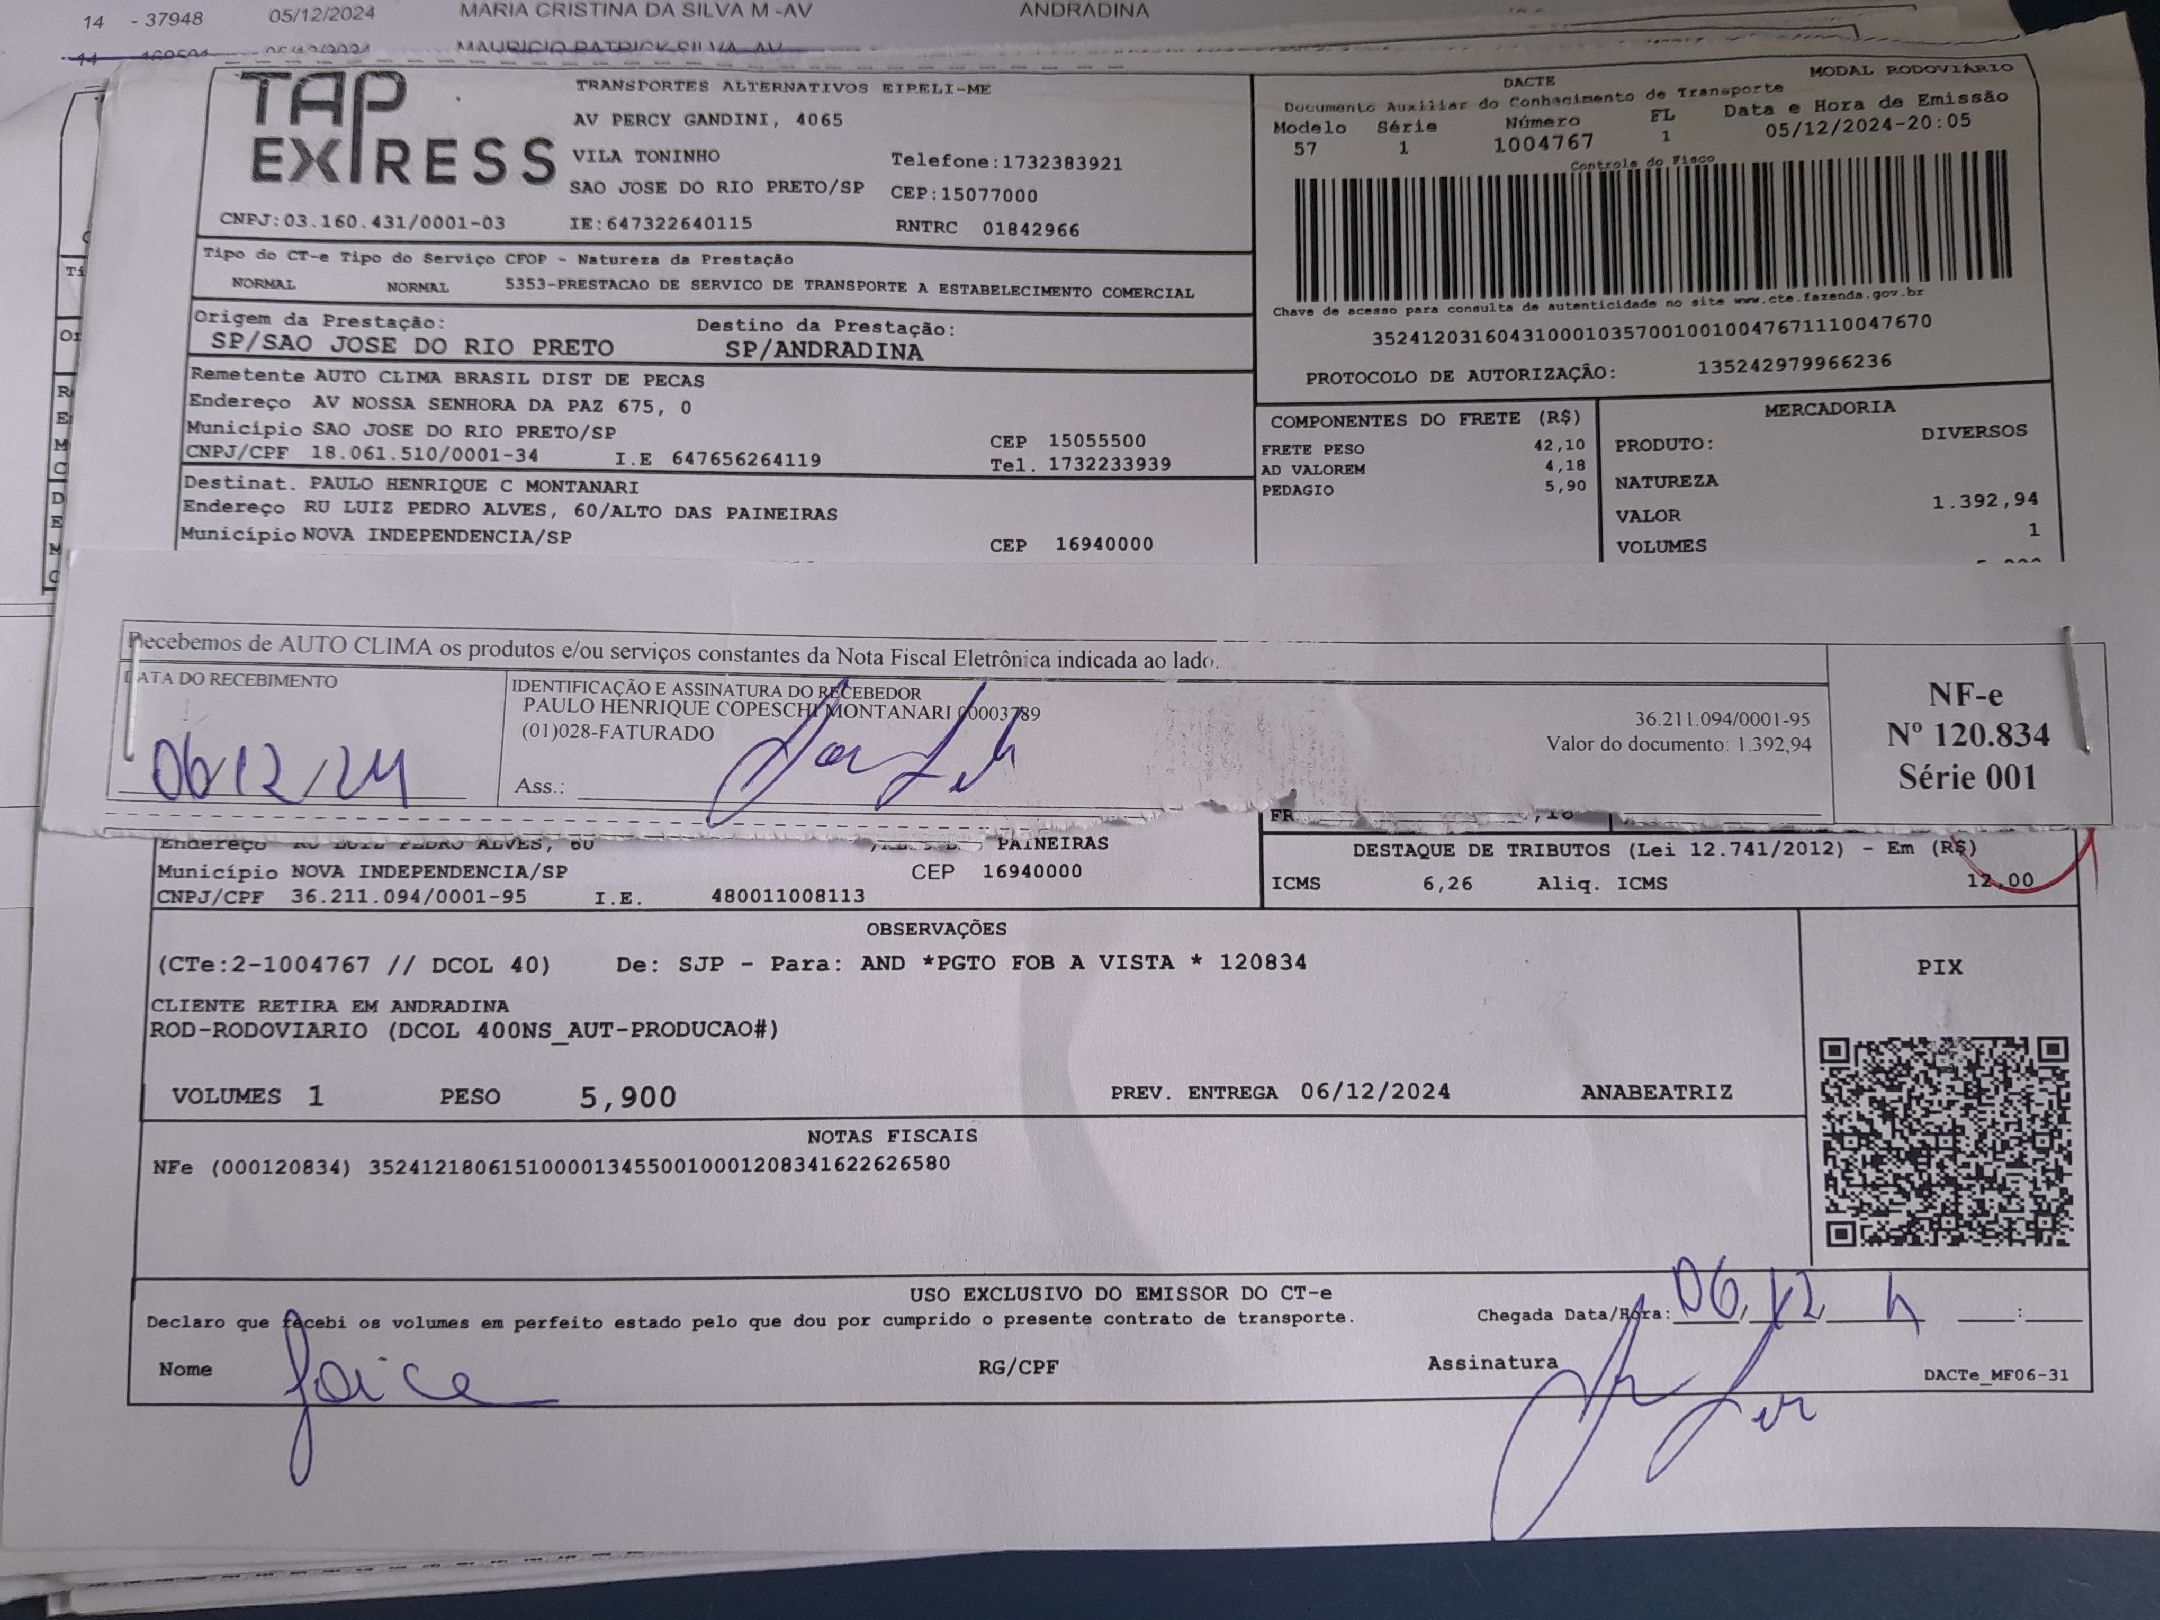 14 - 37948 05/12/2024 MARIA CRISTINA DA SILVA M -AV ANDRADINA
14 05/12/2024 MAURICIO PATRICK SILVA -AV
TAP EXPRESS
TRANSPORTES ALTERNATIVOS EIRELI-ME
AV PERCY GANDINI, 4065
VILA TONINHO Telefone:1732383921
SAO JOSE DO RIO PRETO/SP CEP:15077000
CNPJ:03.160.431/0001-03 IE:647322640115 RNTRC 01842966
DACTE MODAL RODOVIÁRIO
Documento Auxiliar do Conhecimento de Transporte
Modelo Série Número FL Data e Hora de Emissão
57 1 1004767 1 05/12/2024-20:05
Controle do Fisco
Chave de acesso para consulta de autenticidade no site www.cte.fazenda.gov.br
35241203160431000103570010010047671110047670
PROTOCOLO DE AUTORIZAÇÃO: 135242979966236
Tipo do CT-e Tipo do Serviço CFOP - Natureza da Prestação
NORMAL NORMAL 5353-PRESTACAO DE SERVICO DE TRANSPORTE A ESTABELECIMENTO COMERCIAL
Origem da Prestação: Destino da Prestação:
SP/SAO JOSE DO RIO PRETO SP/ANDRADINA
Remetente AUTO CLIMA BRASIL DIST DE PECAS
Endereço AV NOSSA SENHORA DA PAZ 675, 0
Município SAO JOSE DO RIO PRETO/SP CEP 15055500
CNPJ/CPF 18.061.510/0001-34 I.E 647656264119 Tel. 1732233939
Destinat. PAULO HENRIQUE C MONTANARI
Endereço RU LUIZ PEDRO ALVES, 60/ALTO DAS PAINEIRAS
Município NOVA INDEPENDENCIA/SP CEP 16940000
COMPONENTES DO FRETE (R$)
FRETE PESO 42,10
AD VALOREM 4,18
PEDAGIO 5,90
MERCADORIA
PRODUTO: DIVERSOS
NATUREZA
VALOR 1.392,94
VOLUMES 1
Recebemos de AUTO CLIMA os produtos e/ou serviços constantes da Nota Fiscal Eletrônica indicada ao lado.
DATA DO RECEBIMENTO
06/12/24
IDENTIFICAÇÃO E ASSINATURA DO RECEBEDOR
PAULO HENRIQUE COPESCHI MONTANARI 00003789
(01)028-FATURADO
Ass.:
36.211.094/0001-95
Valor do documento: 1.392,94
NF-e
Nº 120.834
Série 001
FR
Endereço RU LUIZ PEDRO ALVES, 60 PAINEIRAS
Município NOVA INDEPENDENCIA/SP CEP 16940000
CNPJ/CPF 36.211.094/0001-95 I.E. 480011008113
DESTAQUE DE TRIBUTOS (Lei 12.741/2012) - Em (R$)
ICMS 6,26 Aliq. ICMS 12,00
OBSERVAÇÕES
(CTe:2-1004767 // DCOL 40) De: SJP - Para: AND *PGTO FOB A VISTA * 120834
CLIENTE RETIRA EM ANDRADINA
ROD-RODOVIARIO (DCOL 400NS_AUT-PRODUCAO#)
PIX
VOLUMES 1 PESO 5,900 PREV. ENTREGA 06/12/2024 ANABEATRIZ
NOTAS FISCAIS
NFe (000120834) 35241218061510000134550010001208341622626580
USO EXCLUSIVO DO EMISSOR DO CT-e
Declaro que recebi os volumes em perfeito estado pelo que dou por cumprido o presente contrato de transporte. Chegada Data/Hora: 06, 12
Nome Joice RG/CPF Assinatura
DACTe_MF06-31